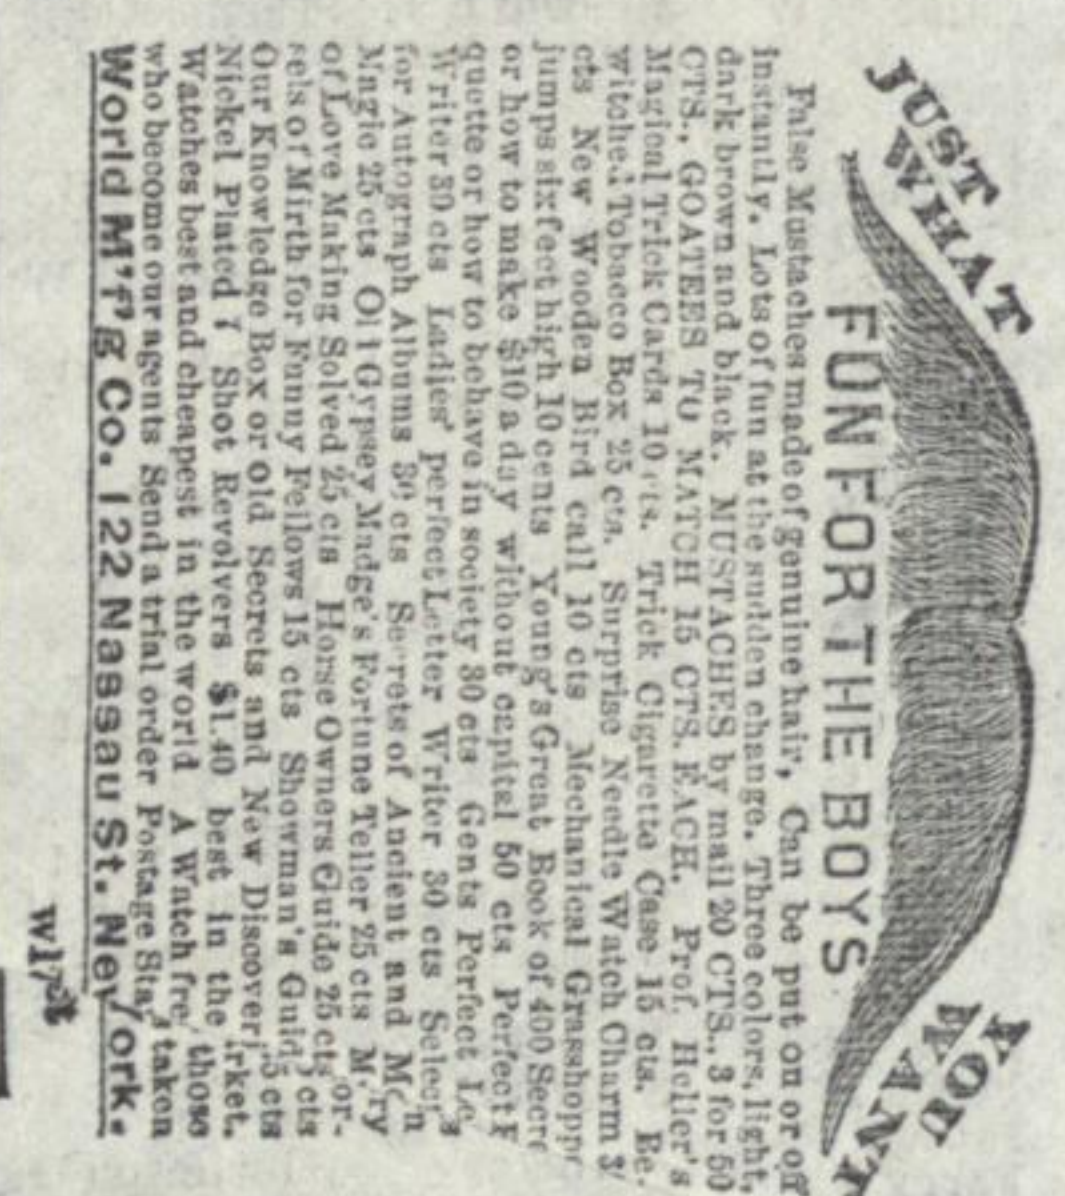 JUST
WHAT
YOU
WANT
FUN FOR THE BOYS
False Mustaches made of genuine hair, Can be put on or off
instantly. Lots of fun at the sudden change. Three colors, light,
dark brown and black. MUSTACHES by mail 20 CTS., 3 for 50
CTS., GOATEES TO MATCH 15 CTS. EACH. Prof. Heller's
Magical Trick Cards 10 cts. Trick Cigarette Case 15 cts. Be-
witched Tobacco Box 25 cts. Surprise Needle Watch Charm
cts New Wooden Bird call 10 cts Mechanical
jumps six feet high 10 cents Young's Great Book of 400
or how to make $10 a day without capital 50 cts Perfect
quette or how to behave in society 30 cts Gents Perfect
Writer 30 cts Ladies' perfect Letter Writer 30 cts Select
for Autograph Albums 30 cts Secrets of Ancient and
Magic 25 cts Old Gypsey Madge's Fortune Teller 25 cts
of Love Making Solved 25 cts Horse Owners Guide 25 cts
sels of Mirth for Funny Fellows 15 cts Showman's cts
Our Knowledge Box or old Secrets and New cts
Nickel Plated 7 Shot Revolvers $1.40 best in the
Watches best and cheapest in the world A Watch those
who become our agents Send a trial order Postage taken
World M'f'g Co. 122 Nassau St. New York.